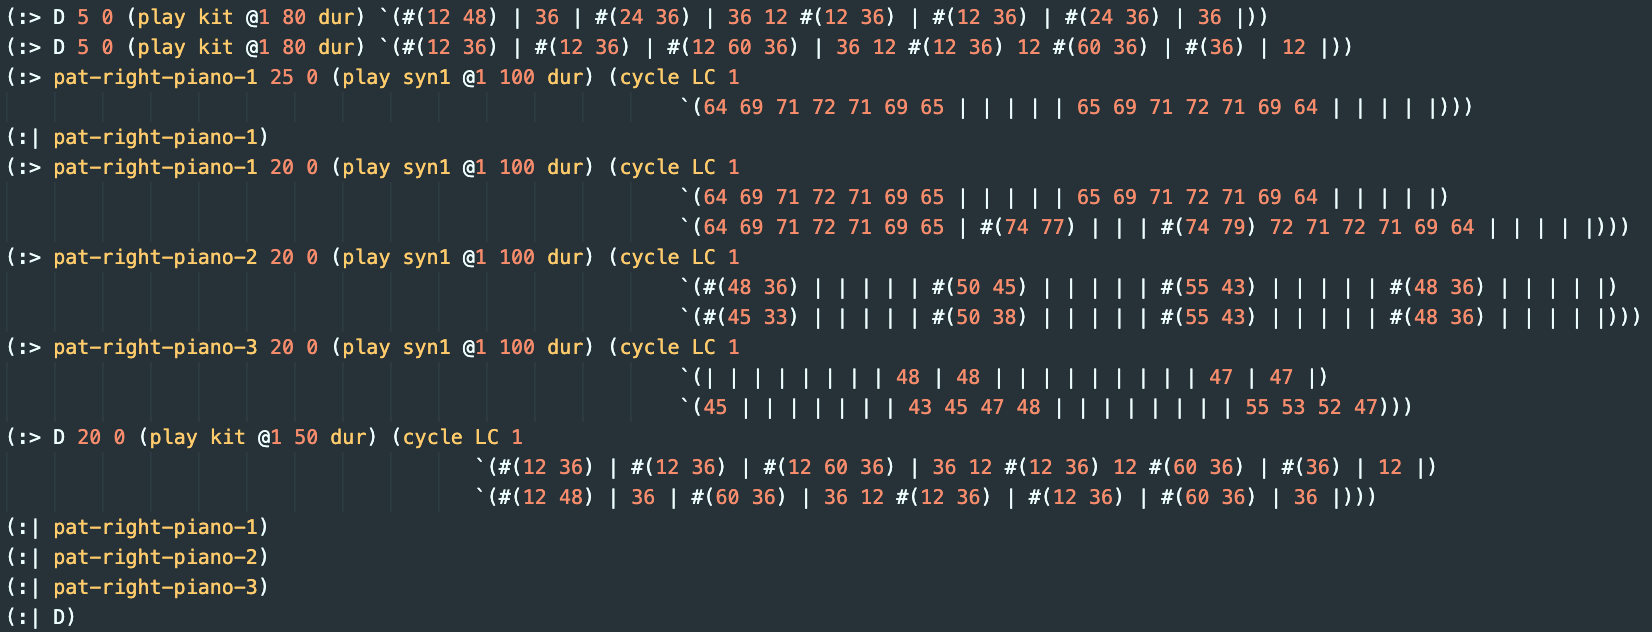 (:> D 5 0 (play kit @1 80 dur) `(#(12 48) | 36 | #(24 36) | 36 12 #(12 36) | #(12 36) | #(24 36) | 36 |))
(:> D 5 0 (play kit @1 80 dur) `(#(12 36) | #(12 36) | #(12 60 36) | 36 12 #(12 36) 12 #(60 36) | #(36) | 12 |))
(:> pat-right-piano-1 25 0 (play syn1 @1 100 dur) (cycle LC 1
`(64 69 71 72 71 69 65 | | | | | 65 69 71 72 71 69 64 | | | | |)))
(:| pat-right-piano-1)
(:> pat-right-piano-1 20 0 (play syn1 @1 100 dur) (cycle LC 1
`(64 69 71 72 71 69 65 | | | | | 65 69 71 72 71 69 64 | | | | |)
`(64 69 71 72 71 69 65 | #(74 77) | | | #(74 79) 72 71 72 71 69 64 | | | | |)))
(:> pat-right-piano-2 20 0 (play syn1 @1 100 dur) (cycle LC 1
`(#(48 36) | | | | | #(50 45) | | | | | #(55 43) | | | | | #(48 36) | | | | |)
`(#(45 33) | | | | | #(50 38) | | | | | #(55 43) | | | | | #(48 36) | | | | |)))
(:> pat-right-piano-3 20 0 (play syn1 @1 100 dur) (cycle LC 1
`(| | | | | | | | 48 | 48 | | | | | | | | | 47 | 47 |)
`(45 | | | | | | | 43 45 47 48 | | | | | | | | 55 53 52 47)))
(:> D 20 0 (play kit @1 50 dur) (cycle LC 1
`(#(12 36) | #(12 36) | #(12 60 36) | 36 12 #(12 36) 12 #(60 36) | #(36) | 12 |)
`(#(12 48) | 36 | #(60 36) | 36 12 #(12 36) | #(12 36) | #(60 36) | 36 |)))
(:| pat-right-piano-1)
(:| pat-right-piano-2)
(:| pat-right-piano-3)
(:| D)